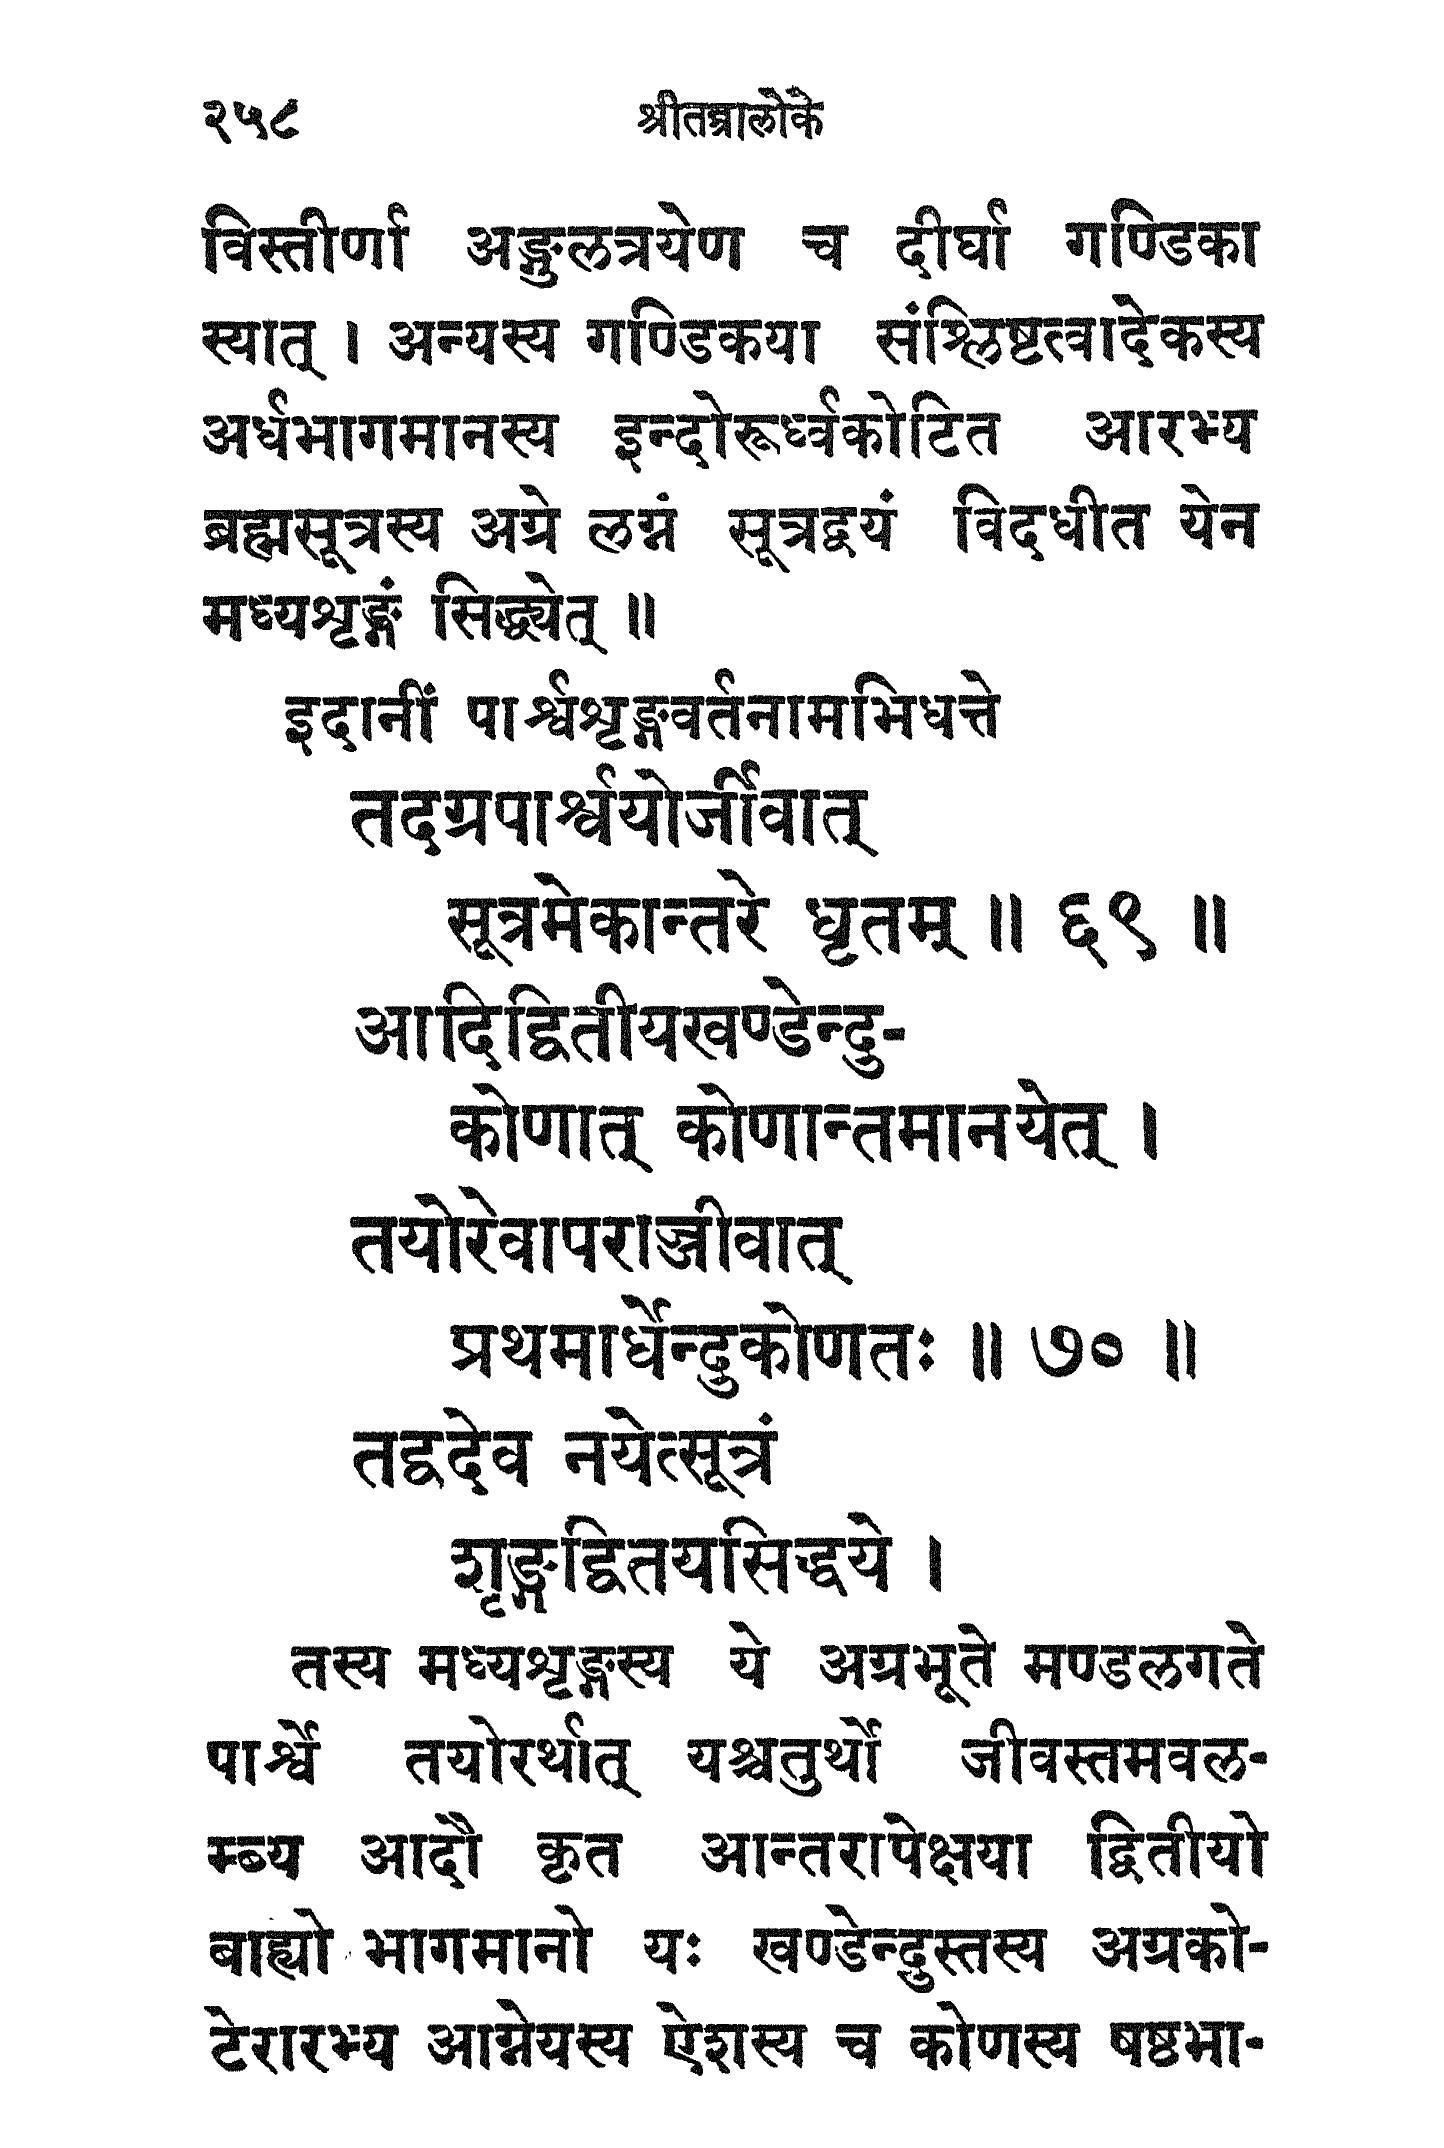 २५८ श्रीतन्त्रालोके
विस्तीर्णा अङ्गुलत्रयेण च दीर्घा गण्डिका
स्यात् । अन्यस्य गण्डिकया संश्लिष्टत्वादेकस्य
अर्धभागमानस्य इन्दोरूर्ध्वकोटित आरभ्य
ब्रह्मसूत्रस्य अग्रे लग्नं सूत्रद्वयं विदधीत येन
मध्यशृङ्गं सिद्ध्येत् ॥
इदानीं पार्श्वशृङ्गवर्तनामभिधत्ते
तदग्रपार्श्वयोर्जीवात्
सूत्रमेकान्तरे धृतम् ॥ ६९ ॥
आदिद्वितीयखण्डेन्दु-
कोणात् कोणान्तमानयेत् ।
तयोरेवापराज्जीवात्
प्रथमार्धेन्दुकोणतः ॥ ७० ॥
तद्वदेव नयेत्सूत्रं
शृङ्गद्वितयसिद्धये ।
तस्य मध्यशृङ्गस्य ये अग्रभूते मण्डलगते
पार्श्वे तयोरर्थात् यश्चतुर्थो जीवस्तमवल-
म्ब्य आदौ कृत आन्तरापेक्षया द्वितीयो
बाह्यो भागमानो यः खण्डेन्दुस्तस्य अग्रको-
टेरारभ्य आग्नेयस्य ऐशस्य च कोणस्य षष्ठभा-